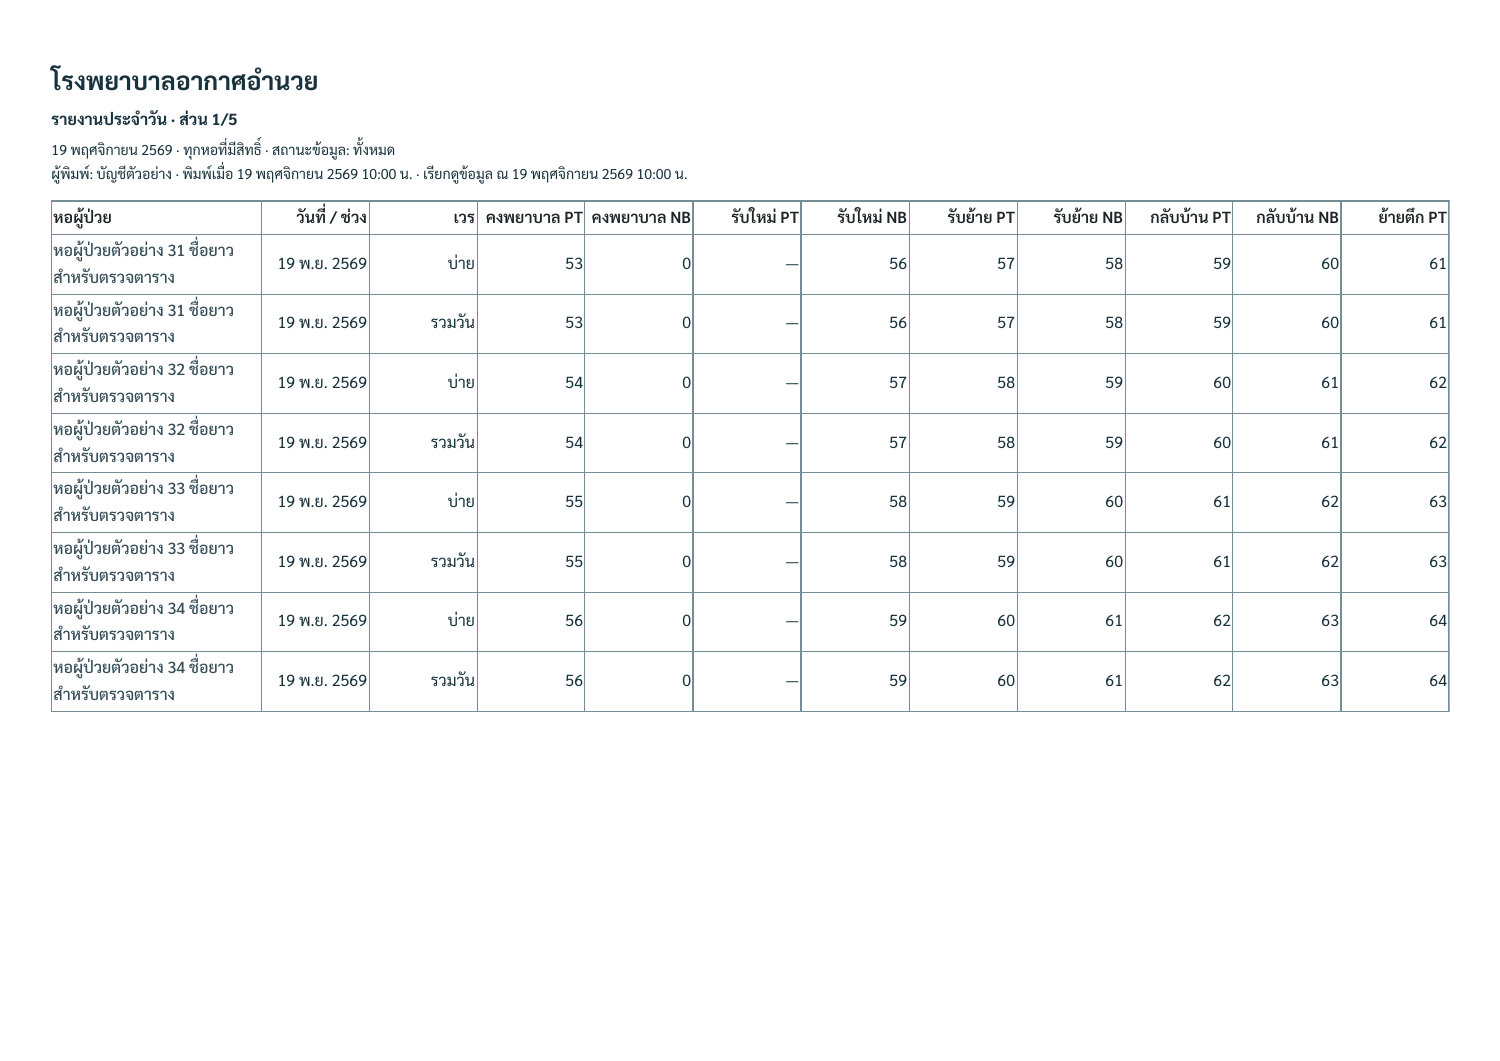 โรงพยาบาลอากาศอำนวย
รายงานประจำวัน · ส่วน 1/5
19 พฤศจิกายน 2569 · ทุกหอที่มีสิทธิ์ · สถานะข้อมูล: ทั้งหมด
ผู้พิมพ์: บัญชีตัวอย่าง · พิมพ์เมื่อ 19 พฤศจิกายน 2569 10:00 น. · เรียกดูข้อมูล ณ 19 พฤศจิกายน 2569 10:00 น.
หอผู้ป่วย วันที่ / ช่วง เวร คงพยาบาล PT คงพยาบาล NB รับใหม่ PT รับใหม่ NB รับย้าย PT รับย้าย NB กลับบ้าน PT กลับบ้าน NB ย้ายตึก PT
หอผู้ป่วยตัวอย่าง 31 ชื่อยาว
สำหรับตรวจตาราง
19 พ.ย. 2569 บ่าย 53 0 — 56 57 58 59 60 61
หอผู้ป่วยตัวอย่าง 31 ชื่อยาว
สำหรับตรวจตาราง
19 พ.ย. 2569 รวมวัน 53 0 — 56 57 58 59 60 61
หอผู้ป่วยตัวอย่าง 32 ชื่อยาว
สำหรับตรวจตาราง
19 พ.ย. 2569 บ่าย 54 0 — 57 58 59 60 61 62
หอผู้ป่วยตัวอย่าง 32 ชื่อยาว
สำหรับตรวจตาราง
19 พ.ย. 2569 รวมวัน 54 0 — 57 58 59 60 61 62
หอผู้ป่วยตัวอย่าง 33 ชื่อยาว
สำหรับตรวจตาราง
19 พ.ย. 2569 บ่าย 55 0 — 58 59 60 61 62 63
หอผู้ป่วยตัวอย่าง 33 ชื่อยาว
สำหรับตรวจตาราง
19 พ.ย. 2569 รวมวัน 55 0 — 58 59 60 61 62 63
หอผู้ป่วยตัวอย่าง 34 ชื่อยาว
สำหรับตรวจตาราง
19 พ.ย. 2569 บ่าย 56 0 — 59 60 61 62 63 64
หอผู้ป่วยตัวอย่าง 34 ชื่อยาว
สำหรับตรวจตาราง
19 พ.ย. 2569 รวมวัน 56 0 — 59 60 61 62 63 64